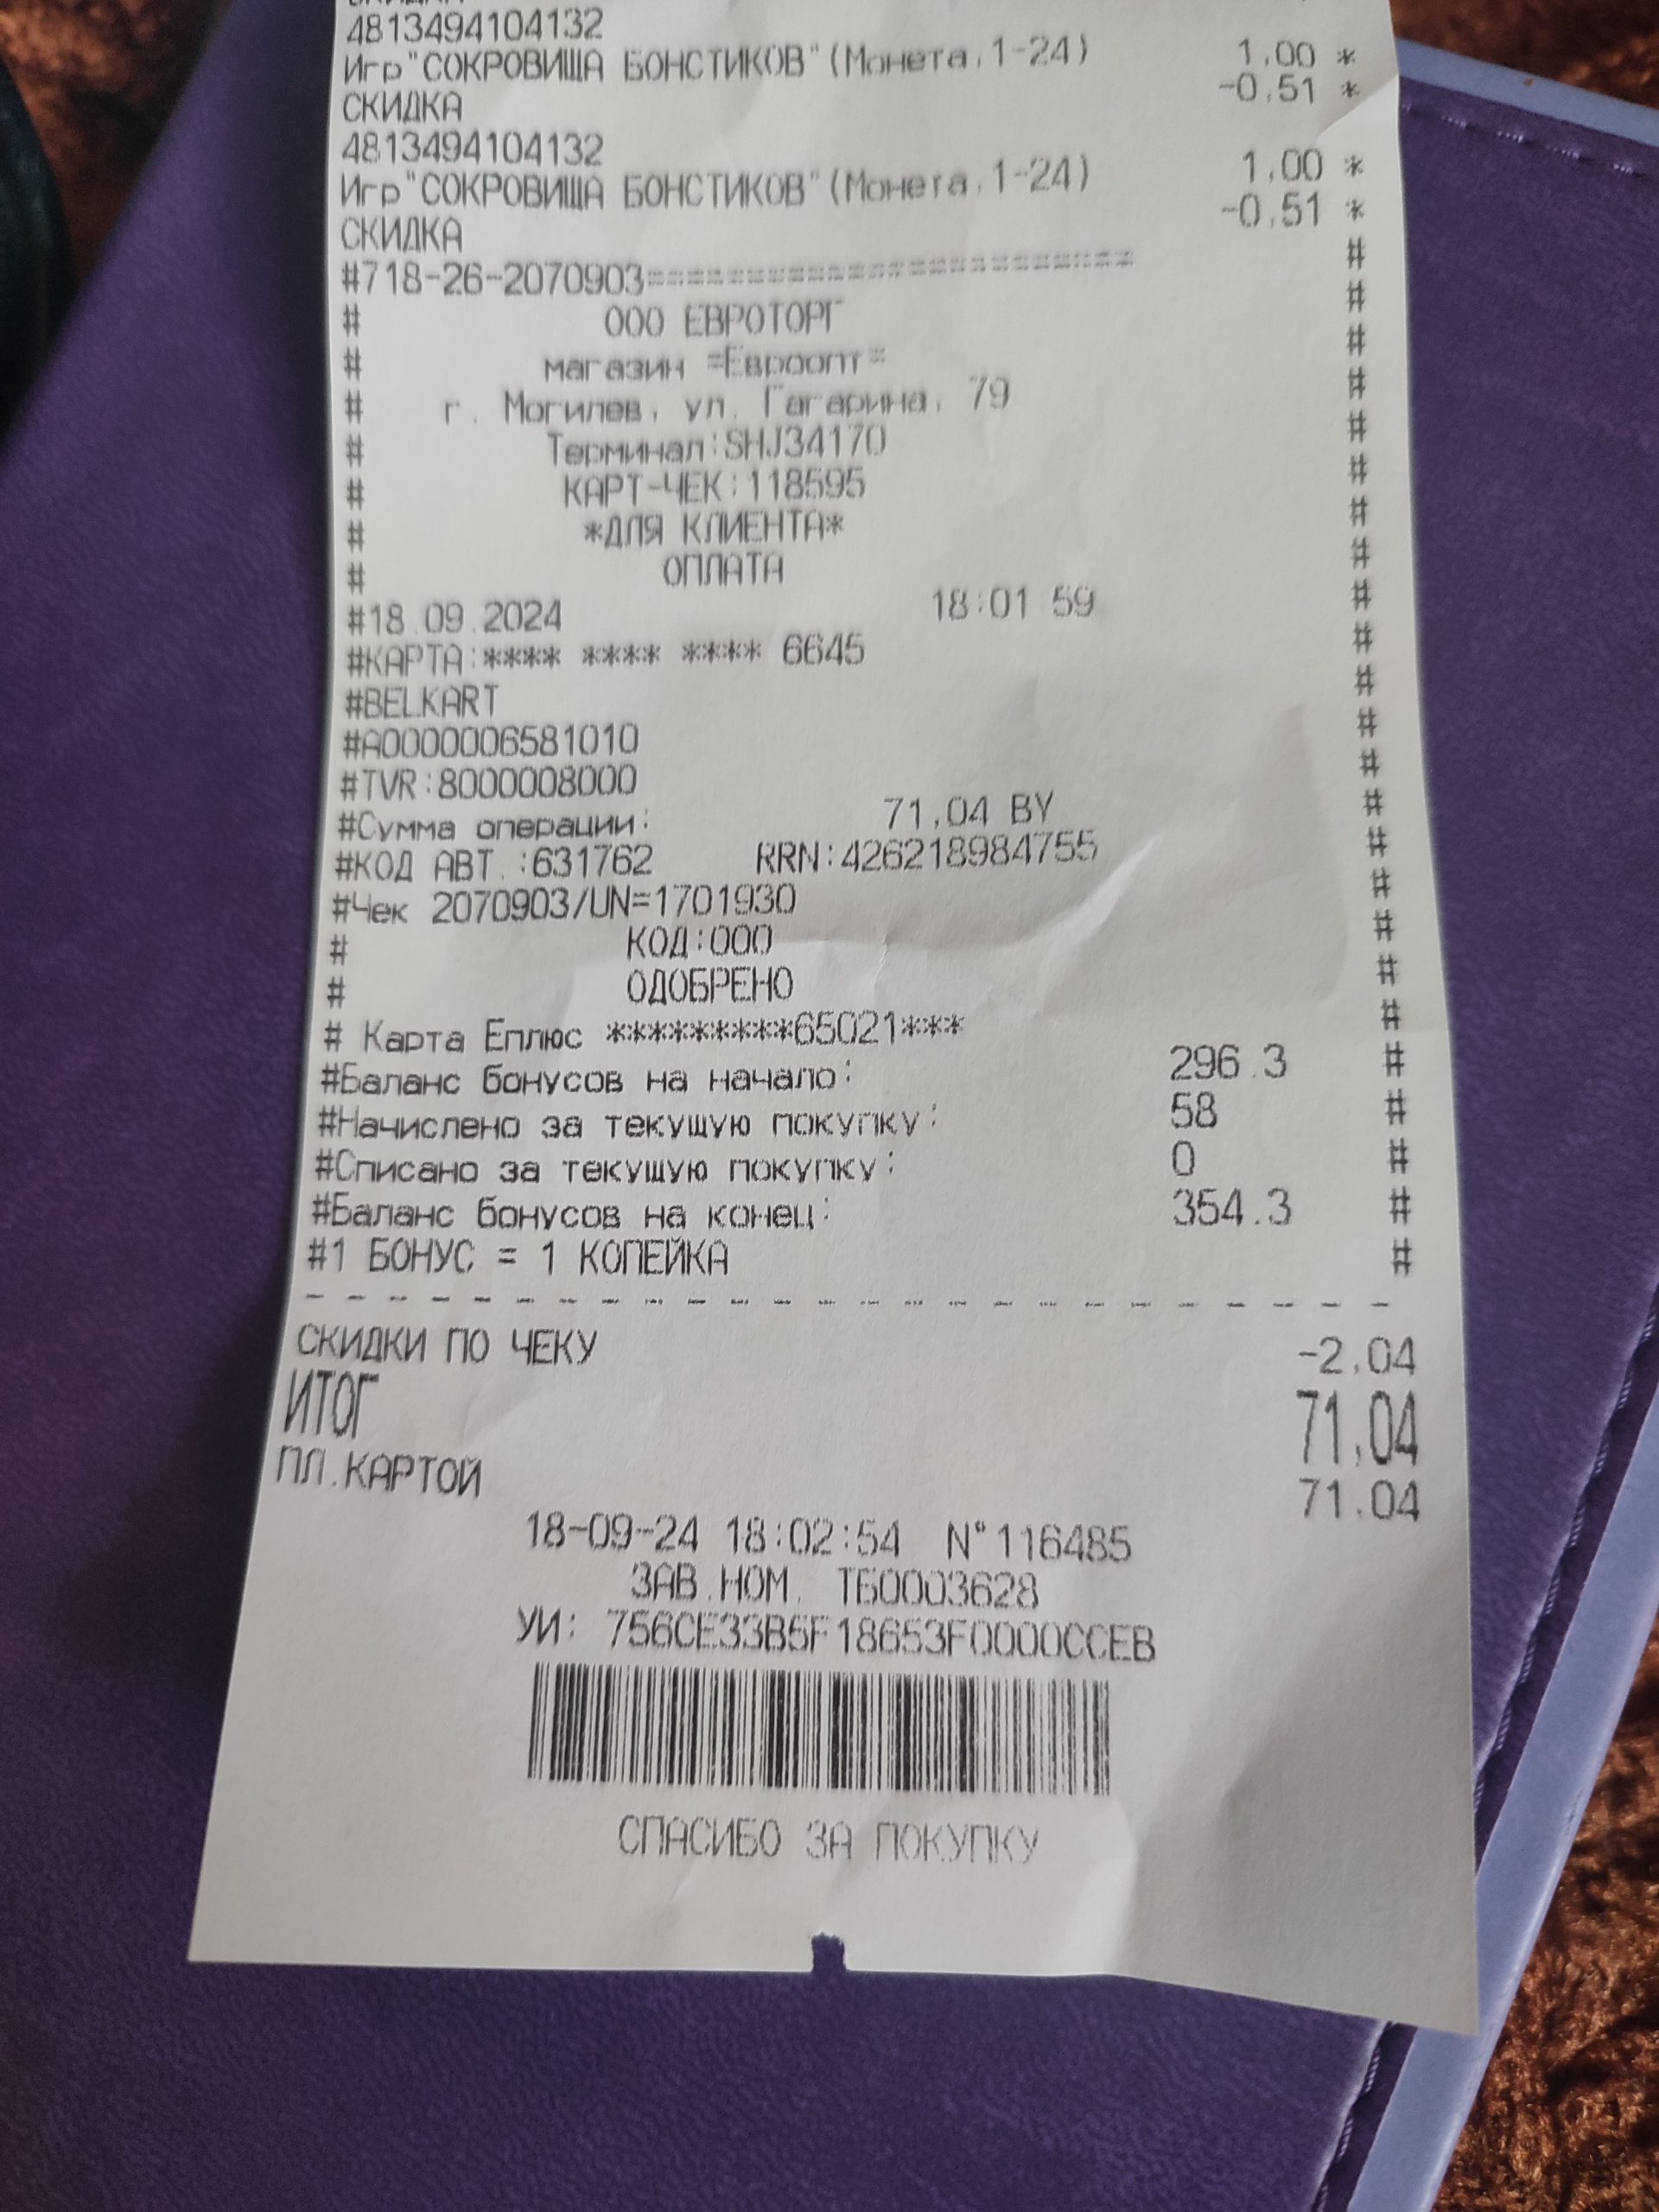 СКИДКА
4813494104132
Игр"СОКРОВИЩА БОНСТИКОВ"(Монета,1-24) 1,00 *
СКИДКА -0,51 *
4813494104132
Игр"СОКРОВИЩА БОНСТИКОВ"(Монета,1-24) 1,00 *
СКИДКА -0,51 *
#718-26-2070903======================== #
# ООО ЕВРОТОРГ #
# магазин =Евроопт= #
# г. Могилев, ул. Гагарина, 79 #
# Терминал:SHJ34170 #
# КАРТ-ЧЕК:118595 #
# *ДЛЯ КЛИЕНТА* #
# ОПЛАТА #
#18.09.2024 18:01:59 #
#КАРТА:**** **** **** 6645 #
#BELKART #
#A0000006581010 #
#TVR:8000008000 #
#Сумма операции: 71,04 BY #
#КОД АВТ.:631762 RRN:426218984755 #
#Чек 2070903/UN=1701930 #
# КОД:000 #
# ОДОБРЕНО #
# Карта Еплюс *********65021*** #
#Баланс бонусов на начало: 296.3 #
#Начислено за текущую покупку: 58 #
#Списано за текущую покупку: 0 #
#Баланс бонусов на конец: 354.3 #
#1 БОНУС = 1 КОПЕЙКА #
- - - - - - - - - - - - - - - - - - - - - - - - - -
СКИДКИ ПО ЧЕКУ -2,04
ИТОГ 71,04
ПЛ.КАРТОЙ 71.04
18-09-24 18:02:54 N°116485
ЗАВ.НОМ. ТБ0003628
УИ: 756CE33B5F18653F0000CCEB
СПАСИБО ЗА ПОКУПКУ